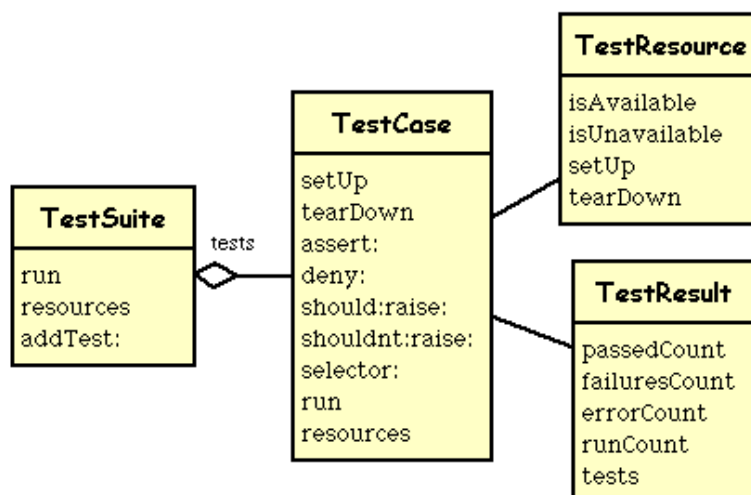 TestSuite
run
resources
addTest:
tests
TestCase
setUp
tearDown
assert:
deny:
should:raise:
shouldnt:raise:
selector:
run
resources
TestResource
isAvailable
isUnavailable
setUp
tearDown
TestResult
passedCount
failuresCount
errorCount
runCount
tests